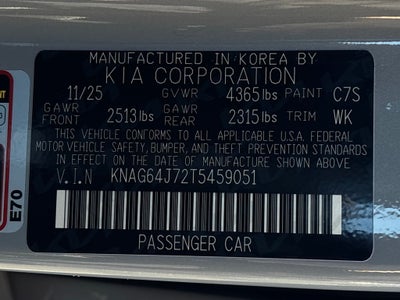 MANUFACTURED IN KOREA BY
KIA CORPORATION
11/25 GVWR 4365 lbs PAINT C7S
GAWR FRONT 2513 lbs GAWR REAR 2315 lbs TRIM WK
THIS VEHICLE CONFORMS TO ALL APPLICABLE U.S.A. FEDERAL
MOTOR VEHICLE SAFETY, BUMPER, AND THEFT PREVENTION STANDARDS
IN EFFECT ON THE DATE OF MANUFACTURE SHOWN ABOVE.
V.I.N KNAG64J72T5459051
PASSENGER CAR
E70